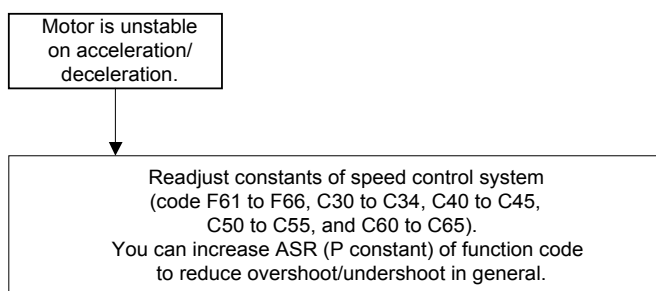 Motor is unstable
on acceleration/
deceleration.
Readjust constants of speed control system
(code F61 to F66, C30 to C34, C40 to C45,
C50 to C55, and C60 to C65).
You can increase ASR (P constant) of function code
to reduce overshoot/undershoot in general.